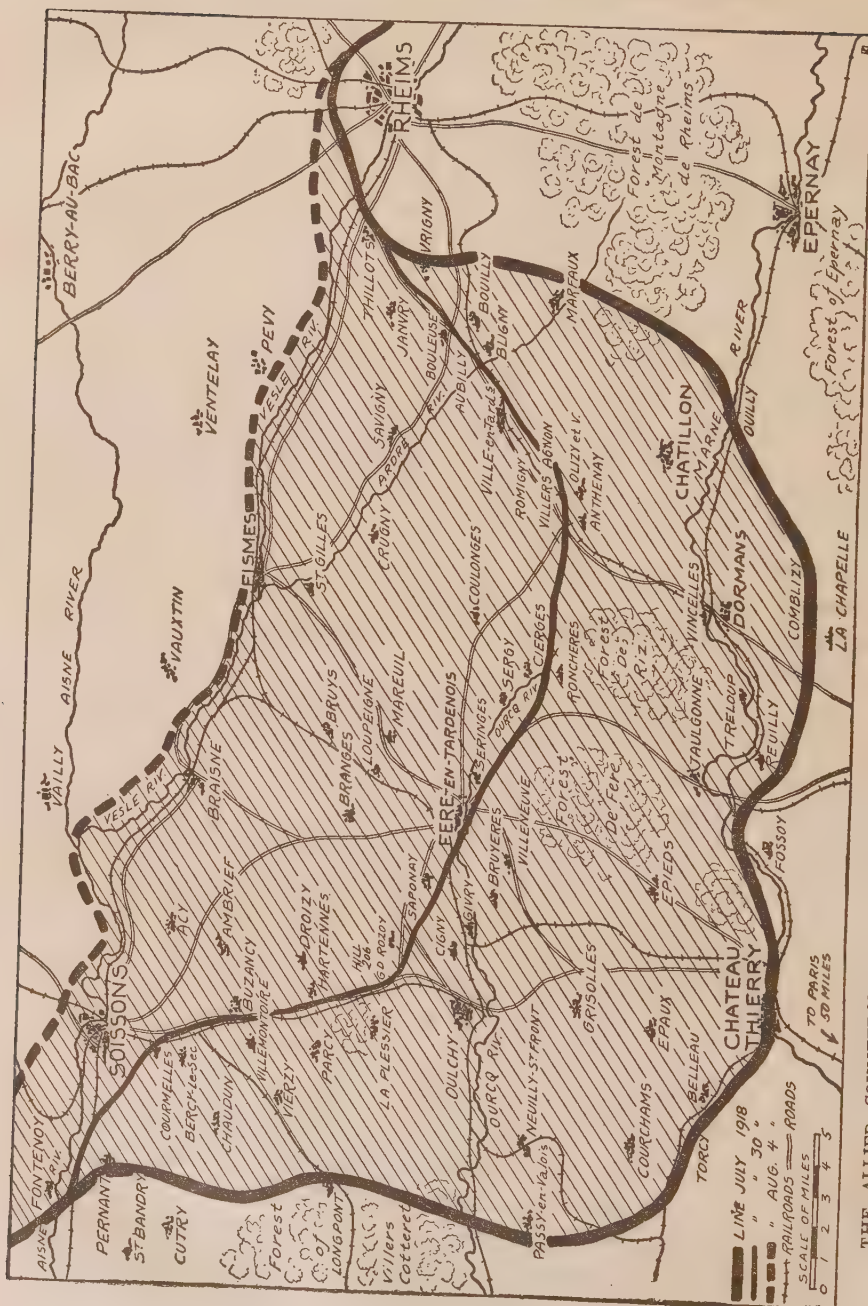 BERRY-AU-BAC
VAILLY
AISNE RIVER
VAUXTIN
VENTELAY
PEVY
RHEIMS
FONTENOY
AISNE RIV.
SOISSONS
VESLE RIV.
BRAISNE
FISMES
VESLE RIV.
PERNANT
ST BANDRY
CUTRY
COURMELLES
BERCY-LE-SEC
CHAUDUN
ACY
AMBRIEF
BUZANCY
VILLEMONTOIRE
VIERZY
DROIZY
HARTENNES
PARCY
HILL
206
GD ROZOY
LA PLESSIER
BRANGES
BRUYS
LOUPEIGNE
MAREUIL
ST GILLES
CRUGNY
SAVIGNY
ARDRE RIV.
THILLOTS
JANVRY
VRIGNY
BOULEUSE
AUBILLY
BOUILLY
BLIGNY
MARFAUX
VILLE-en-Tards
ROMIGNY
VILLERS AGNON
OLIZY et V.
ANTHENAY
COULONGES
FERE-EN-TARDENOIS
SERINGES
SERGY
OURCQ RIV.
CIERGES
RONCHERES
SAPONAY
CIGNY
GIVRY
OULCHY
OURCQ RIV.
BRUYERES
VILLENEUVE
Forest
of
LONGPONT
Villers
Cotteret
NEUILLY-ST FRONT
PASSY-en-Valois
GRISOLLES
Forest
De Fere
Forest
De
Riz
Forest de
Montagne
de Rheims
CHATILLON
MARNE
RIVER
OUILLY
EPERNAY
Forest of Epernay
COURCHAMS
EPAUX
BELLEAU
TORCY
EPIEDS
CHATEAU
THIERRY
FOSSOY
JAULGONNE
VINCELLES
TRELOUP
DORMANS
REUILLY
COMBLIZY
LA CHAPELLE
TO PARIS
50 MILES
LINE JULY 1918
" " 30 "
" AUG. 4 "
RAILROADS ROADS
SCALE OF MILES
0 1 2 3 4 5
THE ALLIED